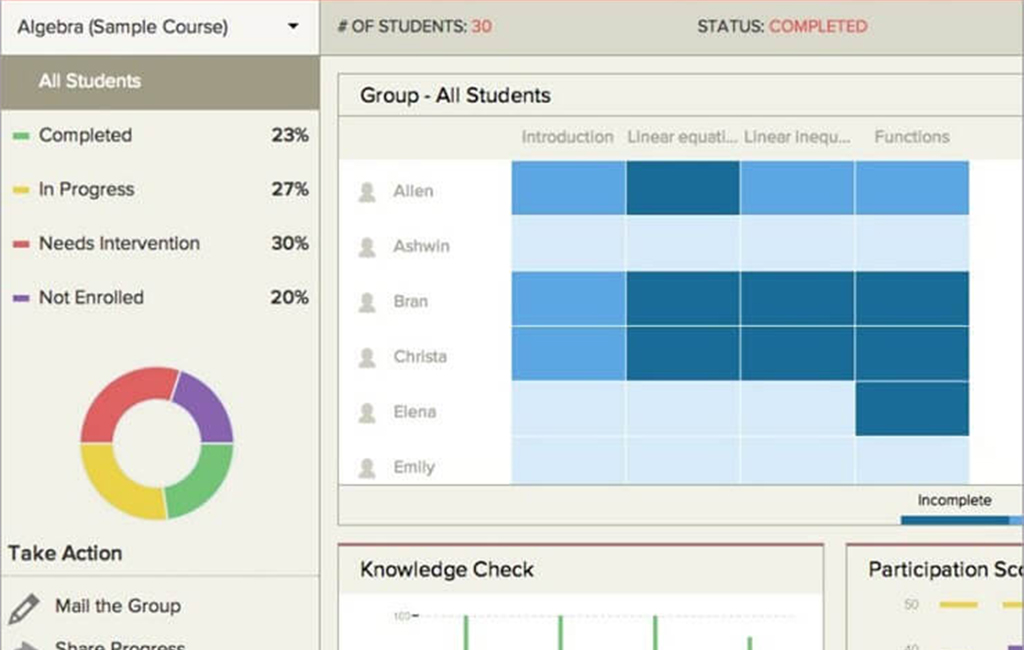 Algebra (Sample Course)
# OF STUDENTS: 30
STATUS: COMPLETED
All Students
Completed 23%
In Progress 27%
Needs Intervention 30%
Not Enrolled 20%
Take Action
Mail the Group
Share Progress
Group - All Students
Introduction Linear equati... Linear Inequ... Functions
Allen
Ashwin
Bran
Christa
Elena
Emily
Incomplete
Knowledge Check
Participation Sco
50
40